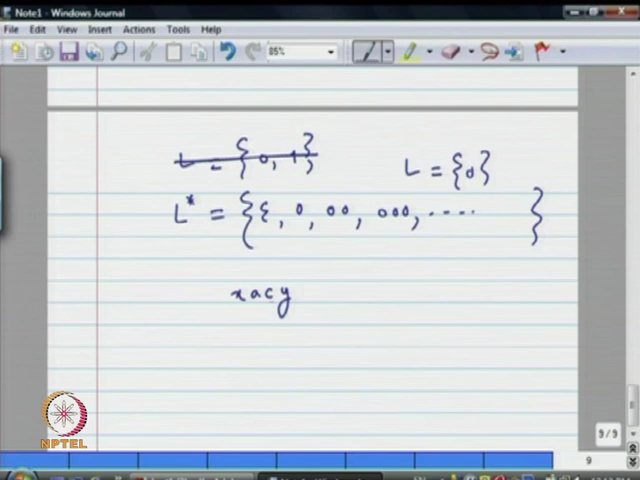 Note1 - Windows Journal
File Edit View Insert Actions Tools Help
85%
L = {0, 1}
L = {0}
L* = {ε, 0, 00, 000, ..... }
xacy
NPTEL
9/9
9